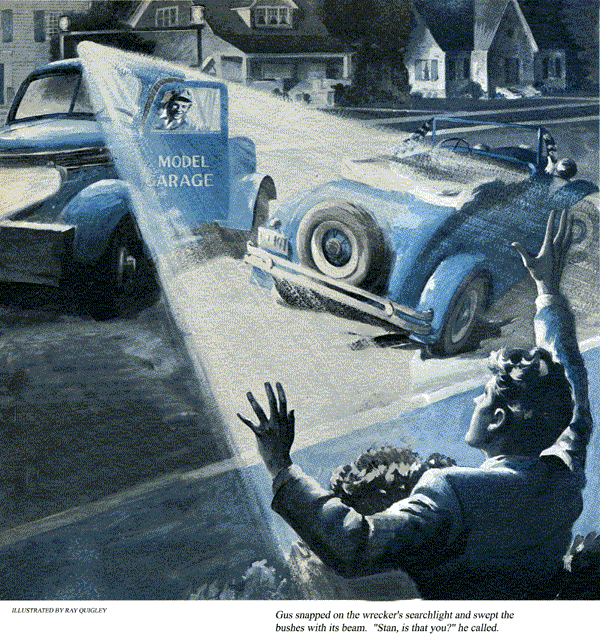 MODEL
GARAGE
ILLUSTRATED BY RAY QUIGLEY
Gus snapped on the wrecker's searchlight and swept the
bushes with its beam. "Stan, is that you?" he called.